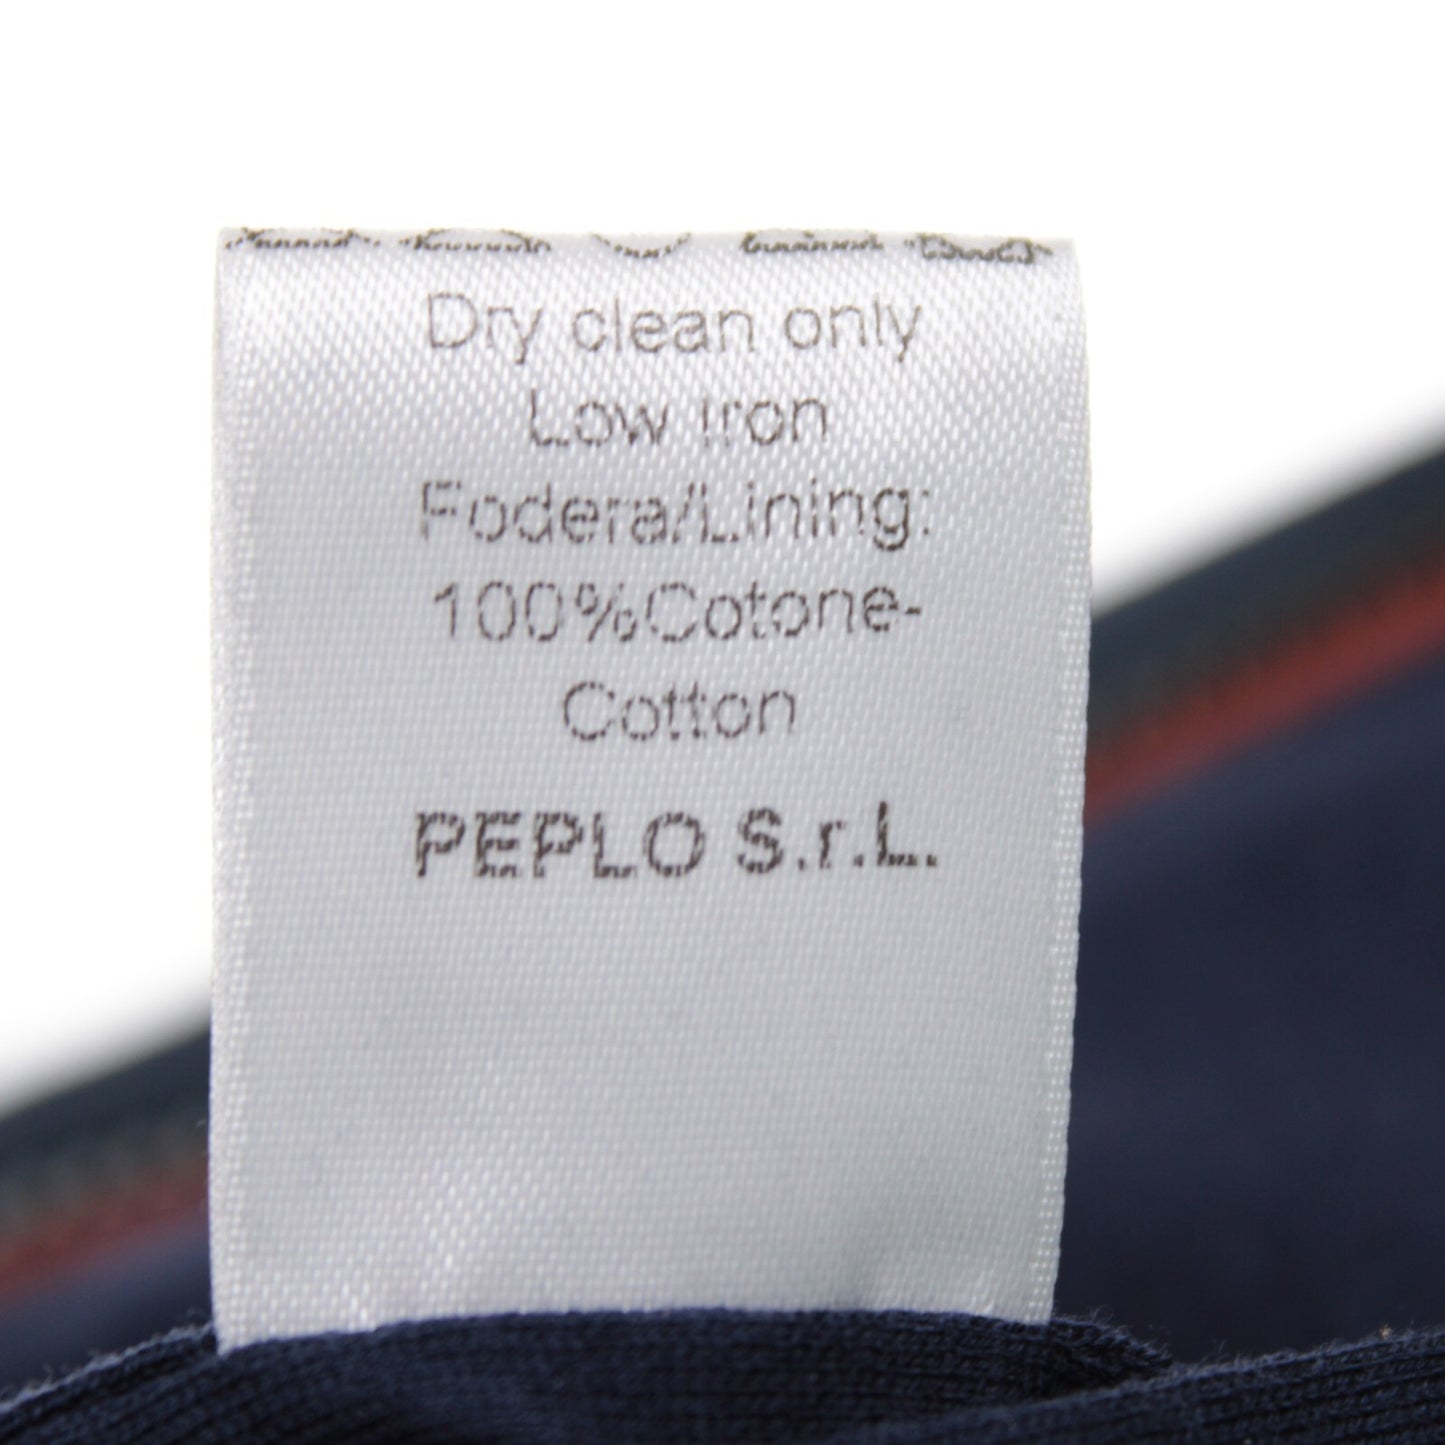 Dry clean only
Low iron
Fodera/Lining:
100%Cotone-
Cotton
PEPLO S.r.L.